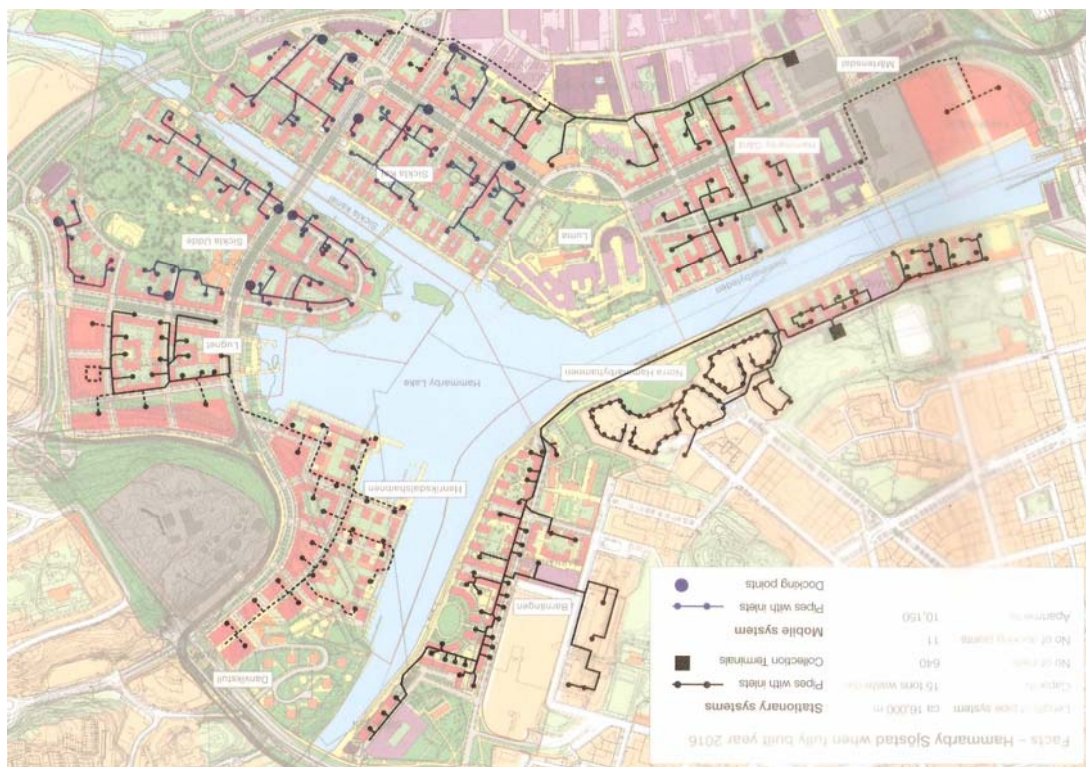 Facts – Hammarby Sjöstad when fully built year 2016
Length of pipe system ca 16,000 m
Capacity 15 tons
No of inlets 640
No of docking points 11
Apartments 10,150
Stationary systems
Pipes with inlets
Collection Terminals
Mobile system
Pipes with inlets
Docking points
Danvikstull
Barnängen
Henriksdalshamnen
Norra Hammarbyhamnen
Hammarby Lake
Lugnet
Luma
Sickla Udde
Sickla kanal
Hammarbyleden
Sickla Kaj
Hammarby Gård
Mårtensdal